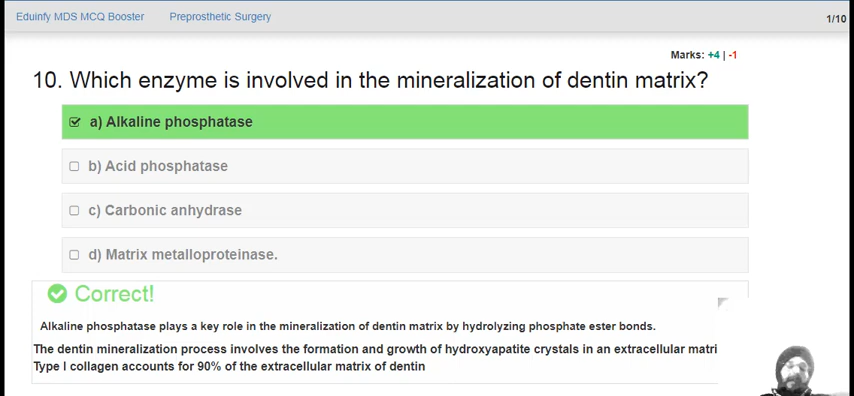 Eduinfy MDS MCQ Booster Preprosthetic Surgery
1/10
Marks: +4 | -1
10. Which enzyme is involved in the mineralization of dentin matrix?
a) Alkaline phosphatase
b) Acid phosphatase
c) Carbonic anhydrase
d) Matrix metalloproteinase.
Correct!
Alkaline phosphatase plays a key role in the mineralization of dentin matrix by hydrolyzing phosphate ester bonds.
The dentin mineralization process involves the formation and growth of hydroxyapatite crystals in an extracellular matri
Type I collagen accounts for 90% of the extracellular matrix of dentin